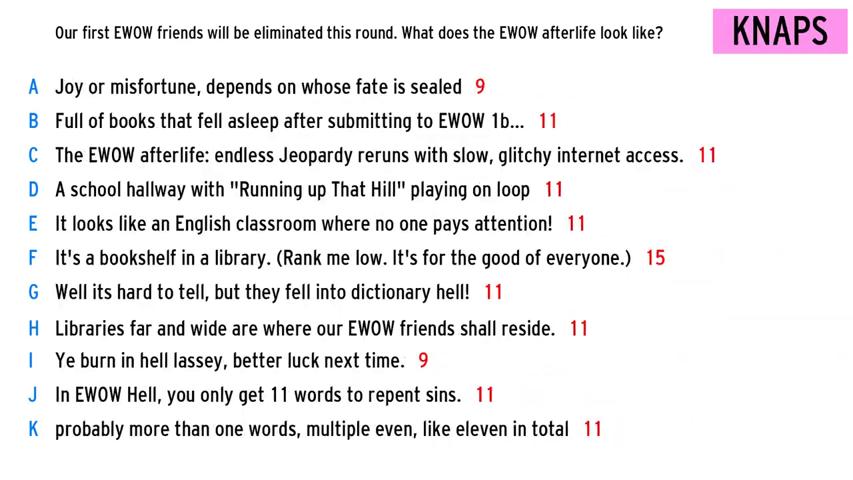 Our first EWOW friends will be eliminated this round. What does the EWOW afterlife look like?
KNAPS
A Joy or misfortune, depends on whose fate is sealed 9
B Full of books that fell asleep after submitting to EWOW 1b... 11
C The EWOW afterlife: endless Jeopardy reruns with slow, glitchy internet access. 11
D A school hallway with "Running up That Hill" playing on loop 11
E It looks like an English classroom where no one pays attention! 11
F It's a bookshelf in a library. (Rank me low. It's for the good of everyone.) 15
G Well its hard to tell, but they fell into dictionary hell! 11
H Libraries far and wide are where our EWOW friends shall reside. 11
I Ye burn in hell lassey, better luck next time. 9
J In EWOW Hell, you only get 11 words to repent sins. 11
K probably more than one words, multiple even, like eleven in total 11